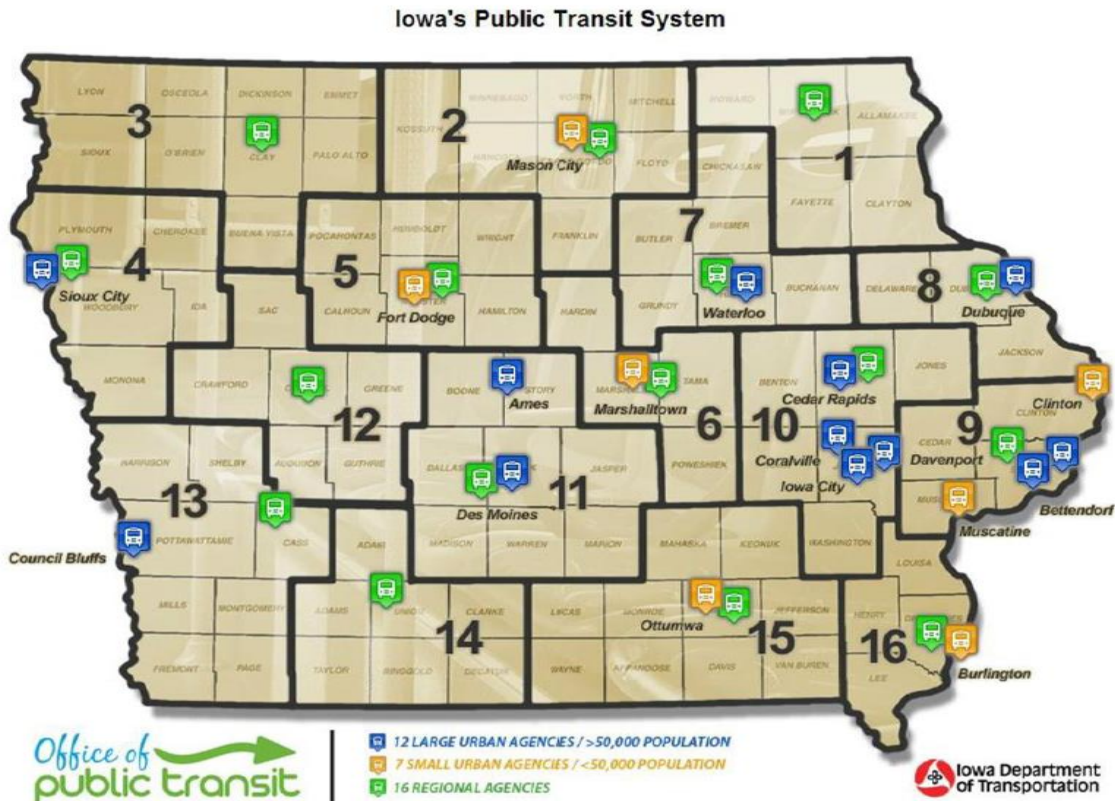 Iowa's Public Transit System
LYON
OSCEOLA
DICKINSON
EMMET
WINNEBAGO
MITCHELL
HOWARD
ALLAMAKEE
3
2
KOSSUTH
SIOUX
O'BRIEN
CLAY
PALO ALTO
Mason City
FLOYD
CHICKASAW
1
FAYETTE
CLAYTON
7
PLYMOUTH
CHEROKEE
BUENA VISTA
POCAHONTAS
HUMBOLDT
WRIGHT
FRANKLIN
BUTLER
BREMER
4
5
8
Sioux City
WOODBURY
IDA
SAC
CALHOUN
Fort Dodge
HAMILTON
HARDIN
GRUNDY
Waterloo
BUCHANAN
DELAWARE
Dubuque
JACKSON
MONONA
CRAWFORD
GREENE
BOONE
STORY
Ames
Marshalltown
TAMA
BENTON
JONES
Cedar Rapids
Clinton
CLINTON
12
6
10
9
CEDAR
Davenport
Coralville
Iowa City
HARRISON
SHELBY
AUDUBON
GUTHRIE
DALLAS
JASPER
POWESHIEK
13
11
Des Moines
Bettendorf
Muscatine
Council Bluffs
POTTAWATTAMIE
CASS
ADAIR
MADISON
WARREN
MARION
MAHASKA
KEOKUK
WASHINGTON
LOUISA
MILLS
MONTGOMERY
ADAMS
UNION
CLARKE
LUCAS
MONROE
Ottumwa
JEFFERSON
HENRY
14
15
16
FREMONT
PAGE
TAYLOR
RINGGOLD
DECATUR
WAYNE
APPANOOSE
DAVIS
VAN BUREN
LEE
Burlington
Office of
public transit
12 LARGE URBAN AGENCIES / >50,000 POPULATION
7 SMALL URBAN AGENCIES / <50,000 POPULATION
16 REGIONAL AGENCIES
Iowa Department
of Transportation